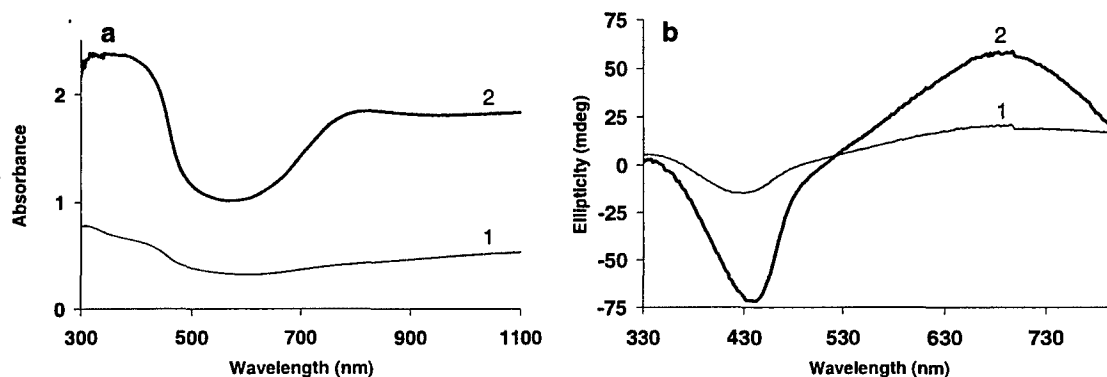 a
2
1
0
1
2
Absorbance
300 500 700 900 1100
Wavelength (nm)
b
2
1
75
50
25
0
-25
-50
-75
Ellipticity (mdeg)
330 430 530 630 730
Wavelength (nm)